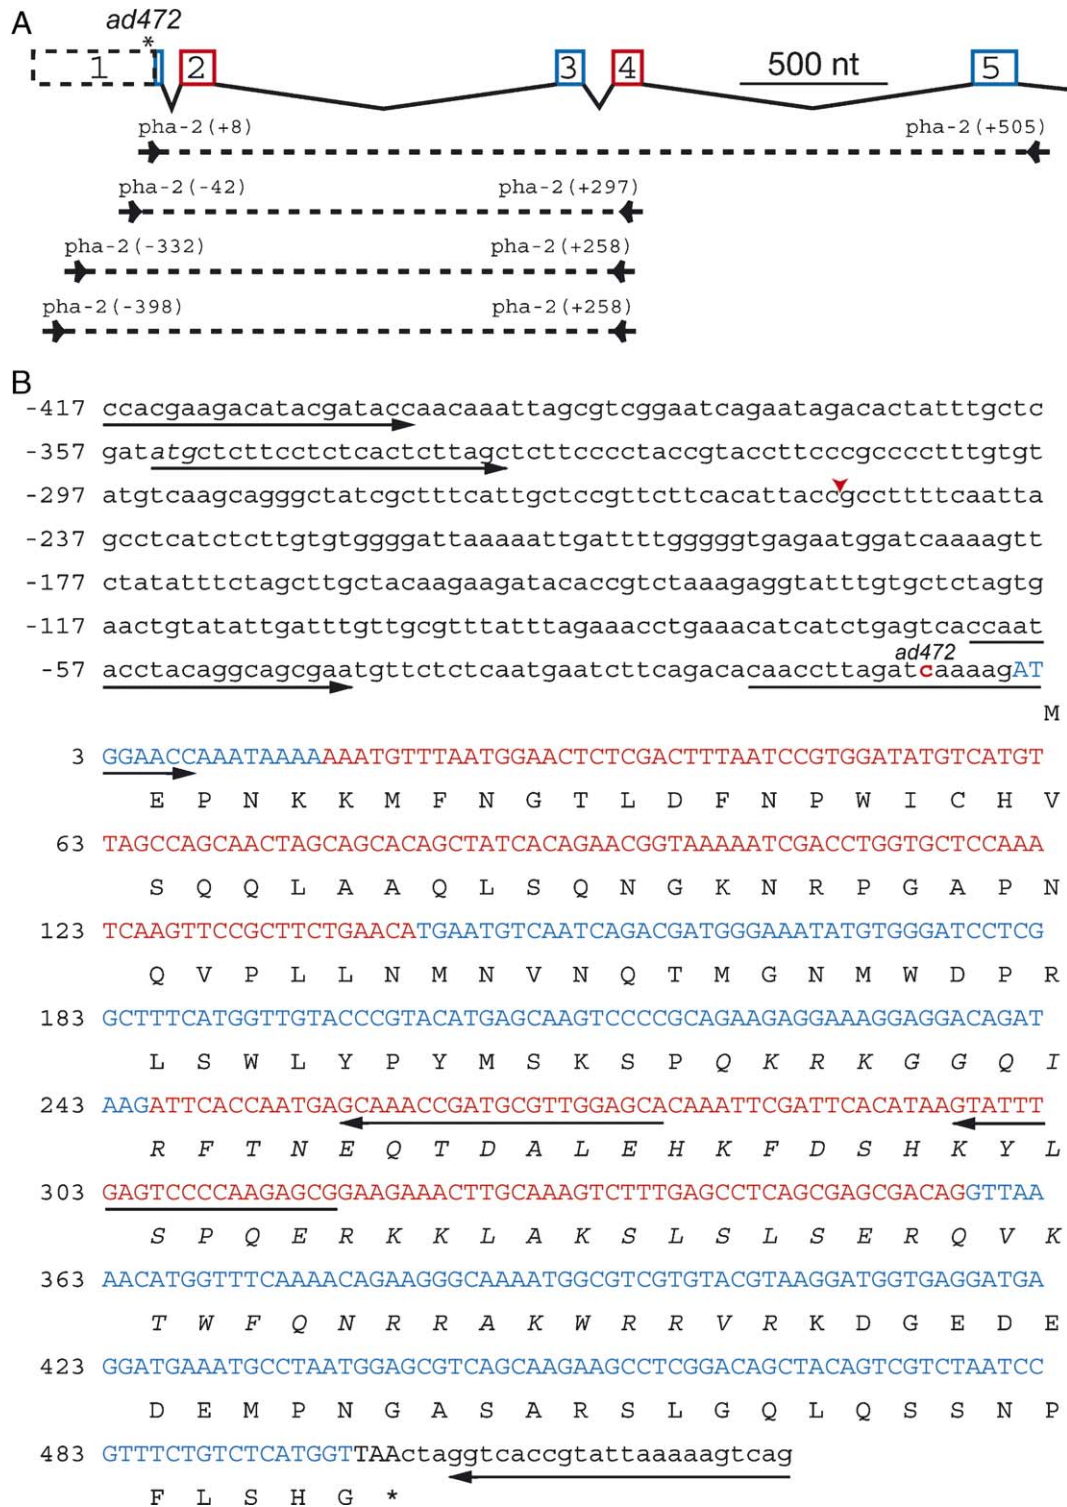 A
ad472
*
1 2 3 4 500 nt 5
pha-2(+8) pha-2(+505)
pha-2(-42) pha-2(+297)
pha-2(-332) pha-2(+258)
pha-2(-398) pha-2(+258)
B
-417 ccacgaagacatacgataccaacaaattagcgtcggaatcagaatagacactatttgctc
-357 gatatgctcttcctctcactcttagctcttcccctaccgtaccttcccgcccctttgtgt
-297 atgtcaagcagggctatcgctttcattgctccgttcttcacattaccgccttttcaatta
-237 gcctcatctcttgtgtggggattaaaaattgattttgggggtgagaatggatcaaaagtt
-177 ctatatttctagcttgctacaagaagatacaccgtctaaagaggtatttgtgctctagtg
-117 aactgtatattgatttgttgcgtttatttagaaacctgaaacatcatctgagtcaccaat
ad472
-57 acctacaggcagcgaatgttctctcaatgattcttcagacaccaaccttagatcaaaagAT
M
3 GGAACCAAATAAAAAAATGTTTAATGGAACTCTCGACTTTAATCCGTGGATATGTCATGT
E P N K K M F N G T L D F N P W I C H V
63 TAGCCAGCAACTAGCAGCACAGCTATCACAGAACGGTAAAAATCGACCTGGTGCTCCAAA
S Q Q L A A Q L S Q N G K N R P G A P N
123 TCAAGTTCCGCTTCTGAACATGAATGTCAATCAGACGATGGGAAATATGTGGGATCCTCG
Q V P L L N M N V N Q T M G N M W D P R
183 GCTTTCATGGTTGTACCCGTACATGAGCAAGTCCCCGCAGAAGAGGAAAGGAGGACAGAT
L S W L Y P Y M S K S P Q K R K G G Q I
243 AAGATTCACCAATGAGCAAACCGATGCGTTGGAGCACAAATTCGATTCACATAAGTATTT
R F T N E Q T D A L E H K F D S H K Y L
303 GAGTCCCCAAGAGCGGAAGAAACTTGCAAAGTCTTTGAGCCTCAGCGAGCGACAGGTTAA
S P Q E R K K L A K S L S L S E R Q V K
363 AACATGGTTTCAAAACAGAAGGGCAAAATGGCGTCGTGTACGTAAGGATGGTGAGGATGA
T W F Q N R R A K W R R V R K D G E D E
423 GGATGAAATGCCTAATGGAGCGTCAGCAAGAAGCCTCGGACAGCTACAGTCGTCTAATCC
D E M P N G A S A R S L G Q L Q S S N P
483 GTTTCTGTCTCATGGTTAActaggtcaccgtattaaaaagtcag
F L S H G *